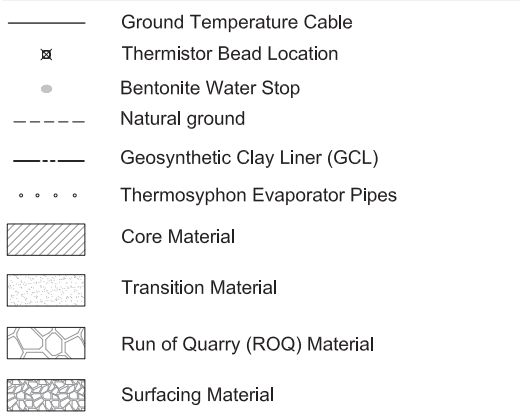 Ground Temperature Cable
Thermistor Bead Location
Bentonite Water Stop
Natural ground
Geosynthetic Clay Liner (GCL)
Thermosyphon Evaporator Pipes
Core Material
Transition Material
Run of Quarry (ROQ) Material
Surfacing Material